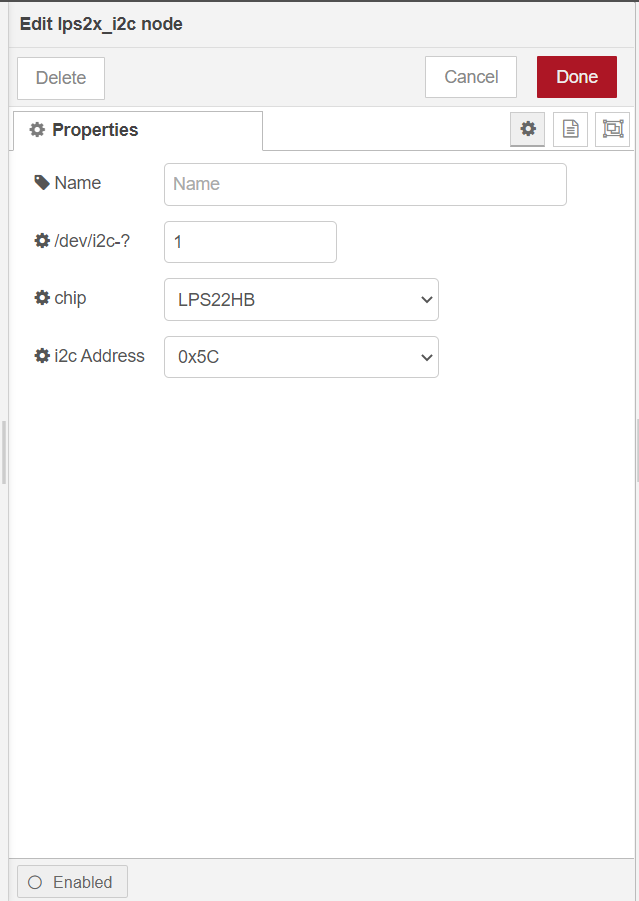 Edit lps2x_i2c node
Delete
Cancel
Done
Properties
Name
Name
/dev/i2c-?
1
chip
LPS22HB
i2c Address
0x5C
Enabled